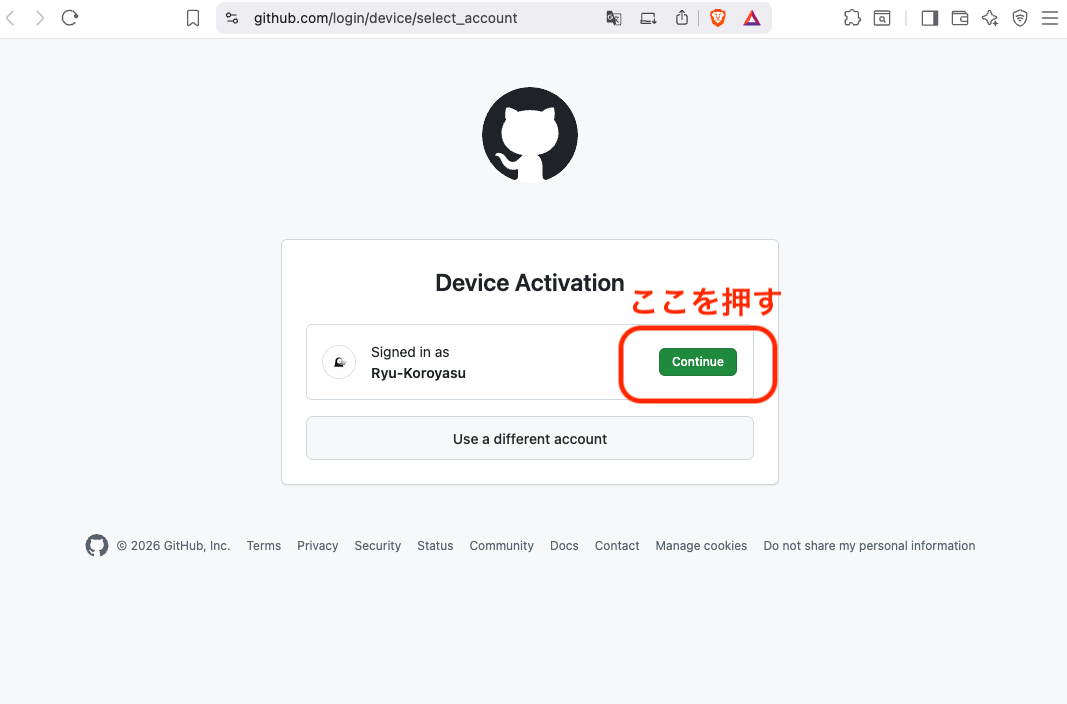 github.com/login/device/select_account
Device Activation
ここを押す
Signed in as
Ryu-Koroyasu
Continue
Use a different account
© 2026 GitHub, Inc. Terms Privacy Security Status Community Docs Contact Manage cookies Do not share my personal information